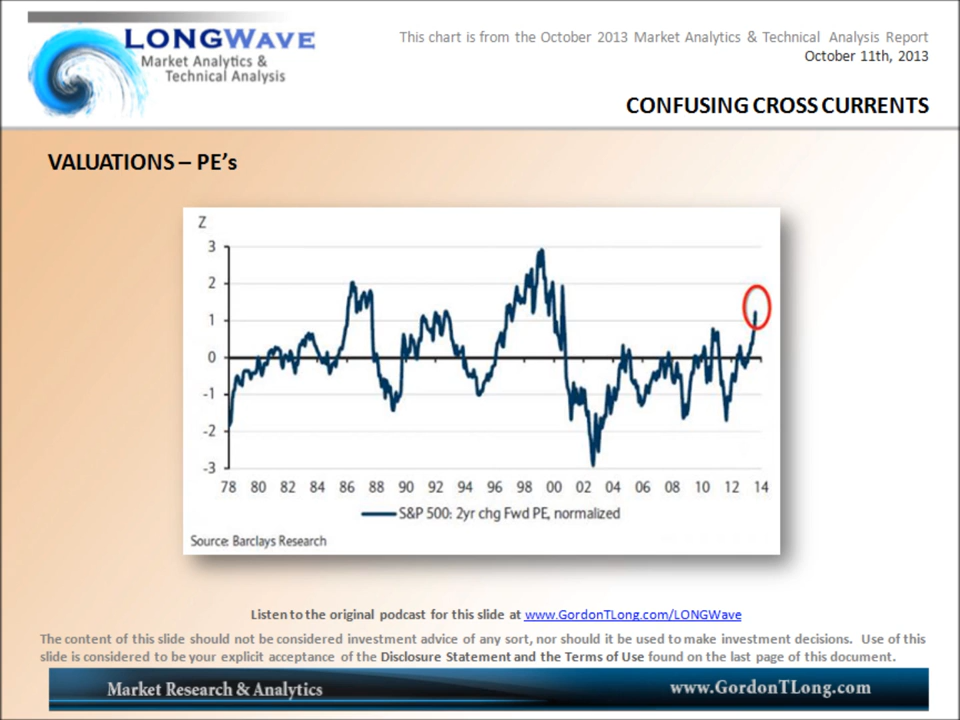 LONGWave
Market Analytics &
Technical Analysis
This chart is from the October 2013 Market Analytics & Technical Analysis Report
October 11th, 2013
CONFUSING CROSS CURRENTS
VALUATIONS – PE's
Z
3
2
1
0
-1
-2
-3
78 80 82 84 86 88 90 92 94 96 98 00 02 04 06 08 10 12 14
S&P 500: 2yr chg Fwd PE, normalized
Source: Barclays Research
Listen to the original podcast for this slide at www.GordonTLong.com/LONGWave
The content of this slide should not be considered investment advice of any sort, nor should it be used to make investment decisions. Use of this
slide is considered to be your explicit acceptance of the Disclosure Statement and the Terms of Use found on the last page of this document.
Market Research & Analytics
www.GordonTLong.com